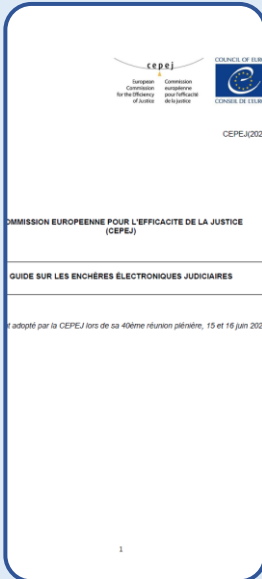 cepej
European Commission for the Efficiency of Justice
Commission européenne pour l'efficacité de la justice
COUNCIL OF EUR
CONSEIL DE L'EUR
CEPEJ(202
OMMISSION EUROPEENNE POUR L'EFFICACITE DE LA JUSTICE
(CEPEJ)
GUIDE SUR LES ENCHÈRES ÉLECTRONIQUES JUDICIAIRES
t adopté par la CEPEJ lors de sa 40ème réunion plénière, 15 et 16 juin 202
1